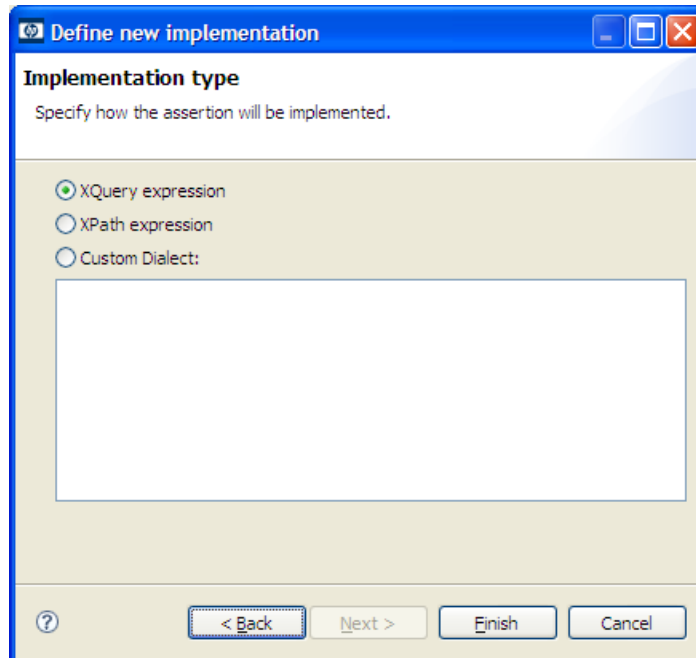 Define new implementation
Implementation type
Specify how the assertion will be implemented.
XQuery expression
XPath expression
Custom Dialect:
? < Back Next > Finish Cancel